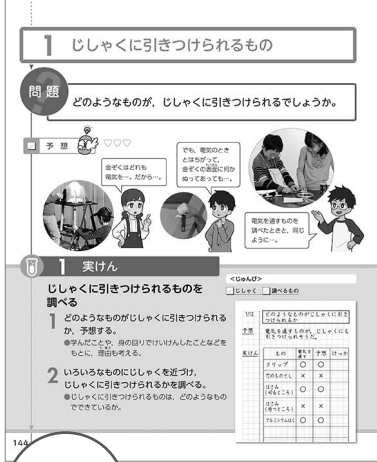 1 じしゃくに引きつけられるもの
問題
どのようなものが，じしゃくに引きつけられるでしょうか。
予想
金ぞくはどれも
電気を…。だから…。
でも，電気のとき
とはちがって，
金ぞくの表面に何か
ぬってあっても…。
電気を通すものを
調べたときと，同じ
ように…。
1 実けん
じしゃくに引きつけられるものを
調べる
1 どのようなものがじしゃくに引きつけられる
か，予想する。
●学んだことや，身の回りでけいけんしたことなどを
もとに，理由も考える。
2 いろいろなものにじしゃくを近づけ，
じしゃくに引きつけられるかを調べる。
●じしゃくに引きつけられるものは，どのようなもの
でできているか。
<じゅんび>
じしゃく 調べるもの
1/12 どのようなものがじしゃくに引き
つけられるか
予想 電気を通すものが，じしゃくにも
引きつけられそうだ。
実けん もの 電気を通す 予想 けっか
クリップ ○ ○
竹のものさし × ×
はさみ
(切るところ) ○ ○
はさみ
(持つところ) × ×
アルミニウムはく ○ ○
144